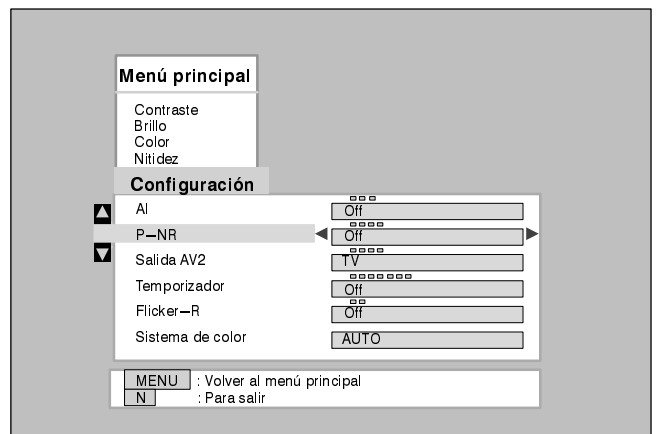 Menú principal
Contraste
Brillo
Color
Nitidez
Configuración
AI Off
P–NR Off
Salida AV2 TV
Temporizador Off
Flicker–R Off
Sistema de color AUTO
MENU : Volver al menú principal
N : Para salir